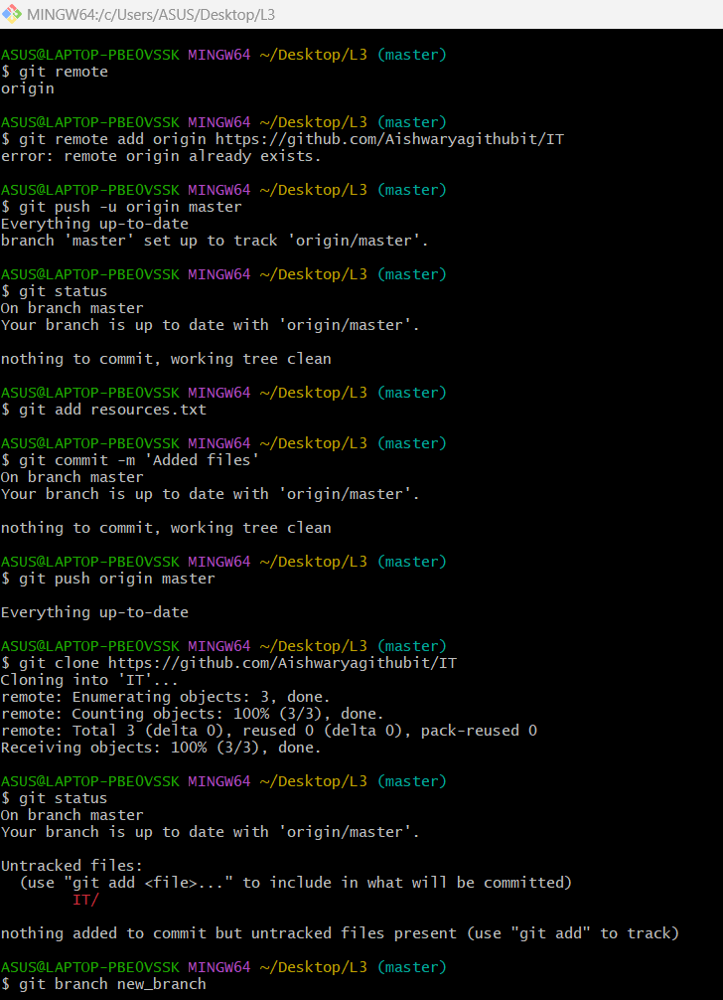 MINGW64:/c/Users/ASUS/Desktop/L3
ASUS@LAPTOP-PBE0VSSK MINGW64 ~/Desktop/L3 (master)
$ git remote
origin
ASUS@LAPTOP-PBE0VSSK MINGW64 ~/Desktop/L3 (master)
$ git remote add origin https://github.com/Aishwaryagithubit/IT
error: remote origin already exists.
ASUS@LAPTOP-PBE0VSSK MINGW64 ~/Desktop/L3 (master)
$ git push -u origin master
Everything up-to-date
branch 'master' set up to track 'origin/master'.
ASUS@LAPTOP-PBE0VSSK MINGW64 ~/Desktop/L3 (master)
$ git status
On branch master
Your branch is up to date with 'origin/master'.
nothing to commit, working tree clean
ASUS@LAPTOP-PBE0VSSK MINGW64 ~/Desktop/L3 (master)
$ git add resources.txt
ASUS@LAPTOP-PBE0VSSK MINGW64 ~/Desktop/L3 (master)
$ git commit -m 'Added files'
On branch master
Your branch is up to date with 'origin/master'.
nothing to commit, working tree clean
ASUS@LAPTOP-PBE0VSSK MINGW64 ~/Desktop/L3 (master)
$ git push origin master
Everything up-to-date
ASUS@LAPTOP-PBE0VSSK MINGW64 ~/Desktop/L3 (master)
$ git clone https://github.com/Aishwaryagithubit/IT
Cloning into 'IT'...
remote: Enumerating objects: 3, done.
remote: Counting objects: 100% (3/3), done.
remote: Total 3 (delta 0), reused 0 (delta 0), pack-reused 0
Receiving objects: 100% (3/3), done.
ASUS@LAPTOP-PBE0VSSK MINGW64 ~/Desktop/L3 (master)
$ git status
On branch master
Your branch is up to date with 'origin/master'.
Untracked files:
(use "git add <file>..." to include in what will be committed)
IT/
nothing added to commit but untracked files present (use "git add" to track)
ASUS@LAPTOP-PBE0VSSK MINGW64 ~/Desktop/L3 (master)
$ git branch new_branch